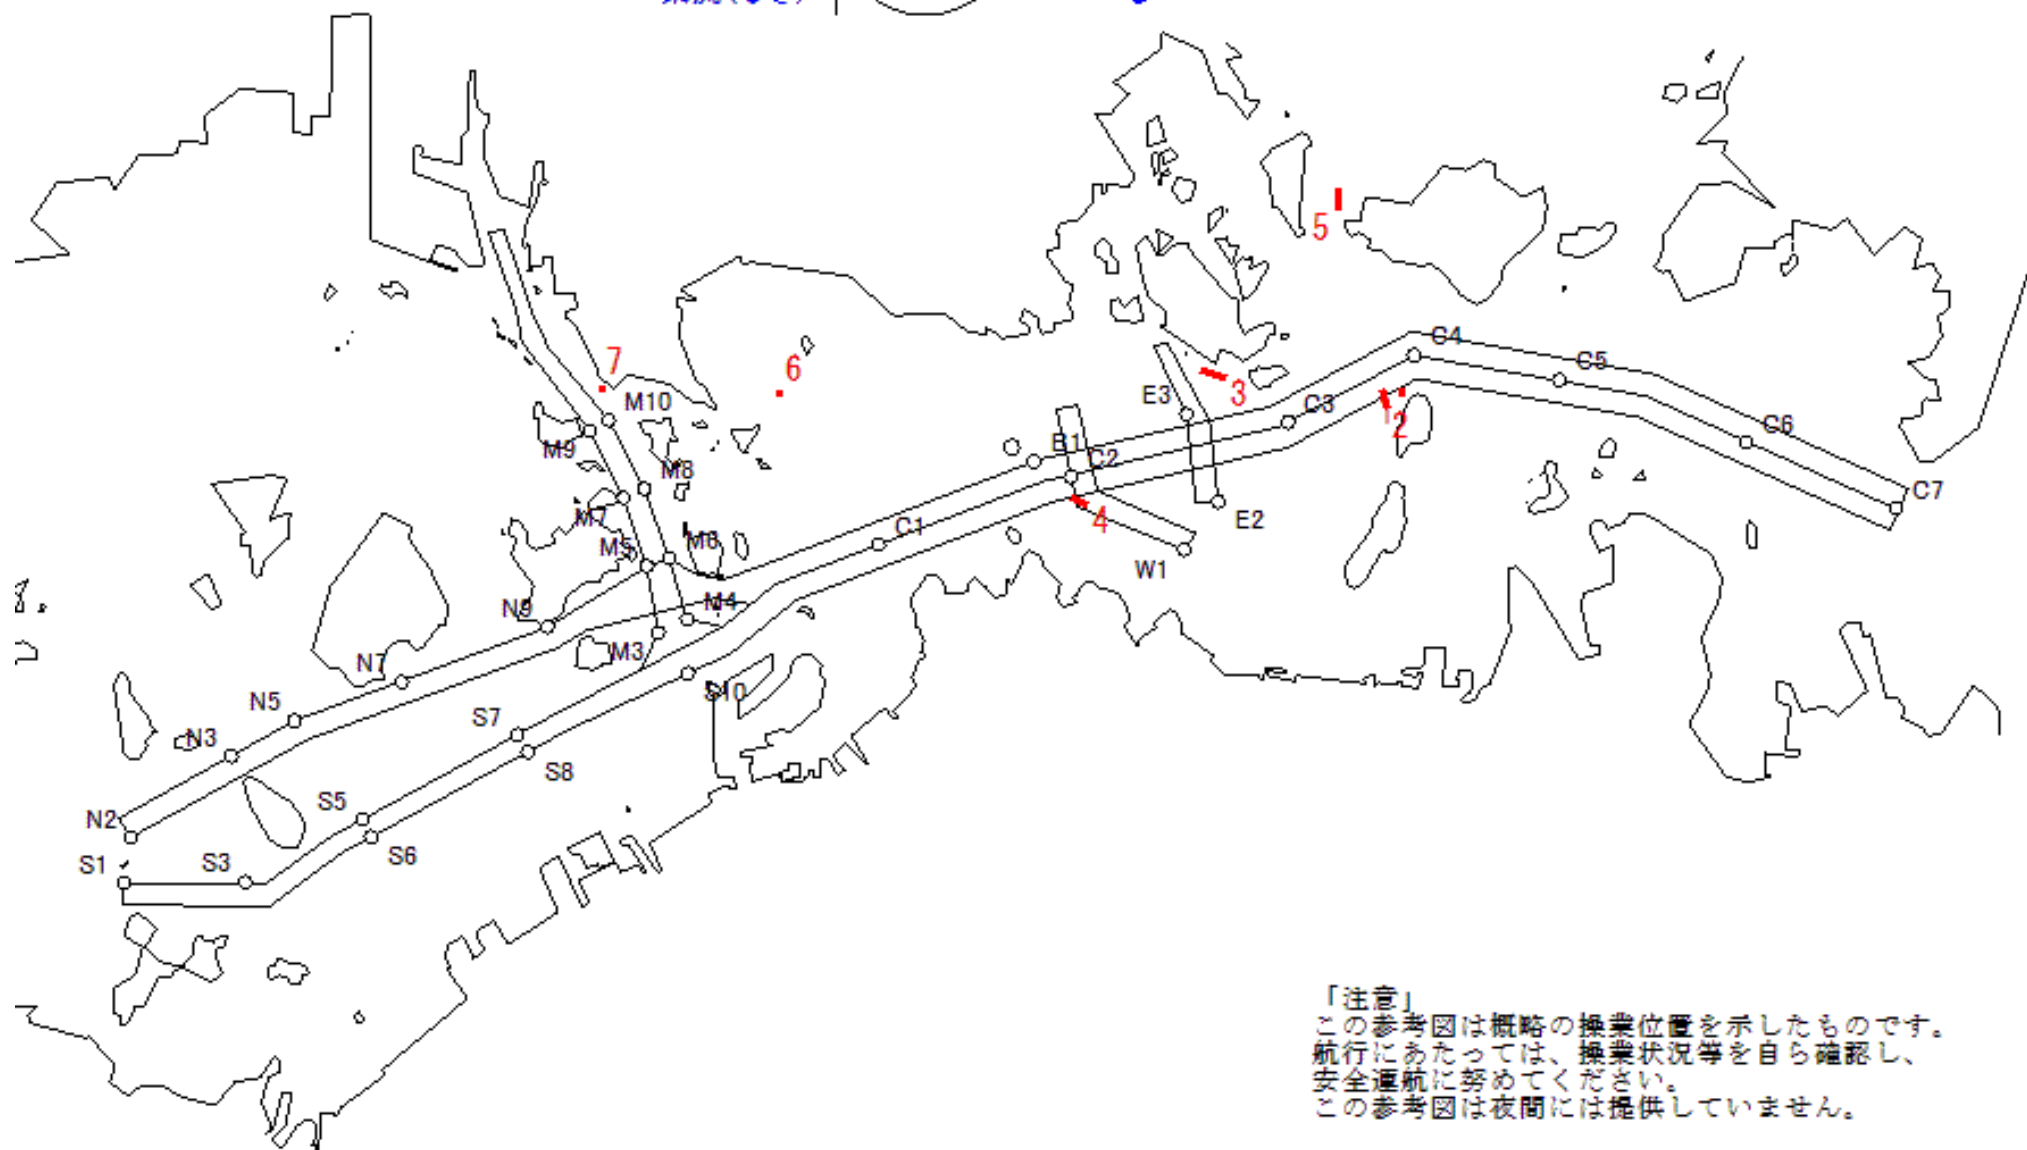 C4
C5
C6
C7
C3
5
3
2
1
E3
E2
B1
C2
4
W1
C1
6
7
M10
M9
M8
M7
M6
M5
M4
M3
N9
N7
N5
N3
N2
S1
S3
S5
S6
S7
S8
S10
「注意」
この参考図は概略の操業位置を示したものです。
航行にあたっては、操業状況等を自ら確認し、
安全運航に努めてください。
この参考図は夜間には提供していません。